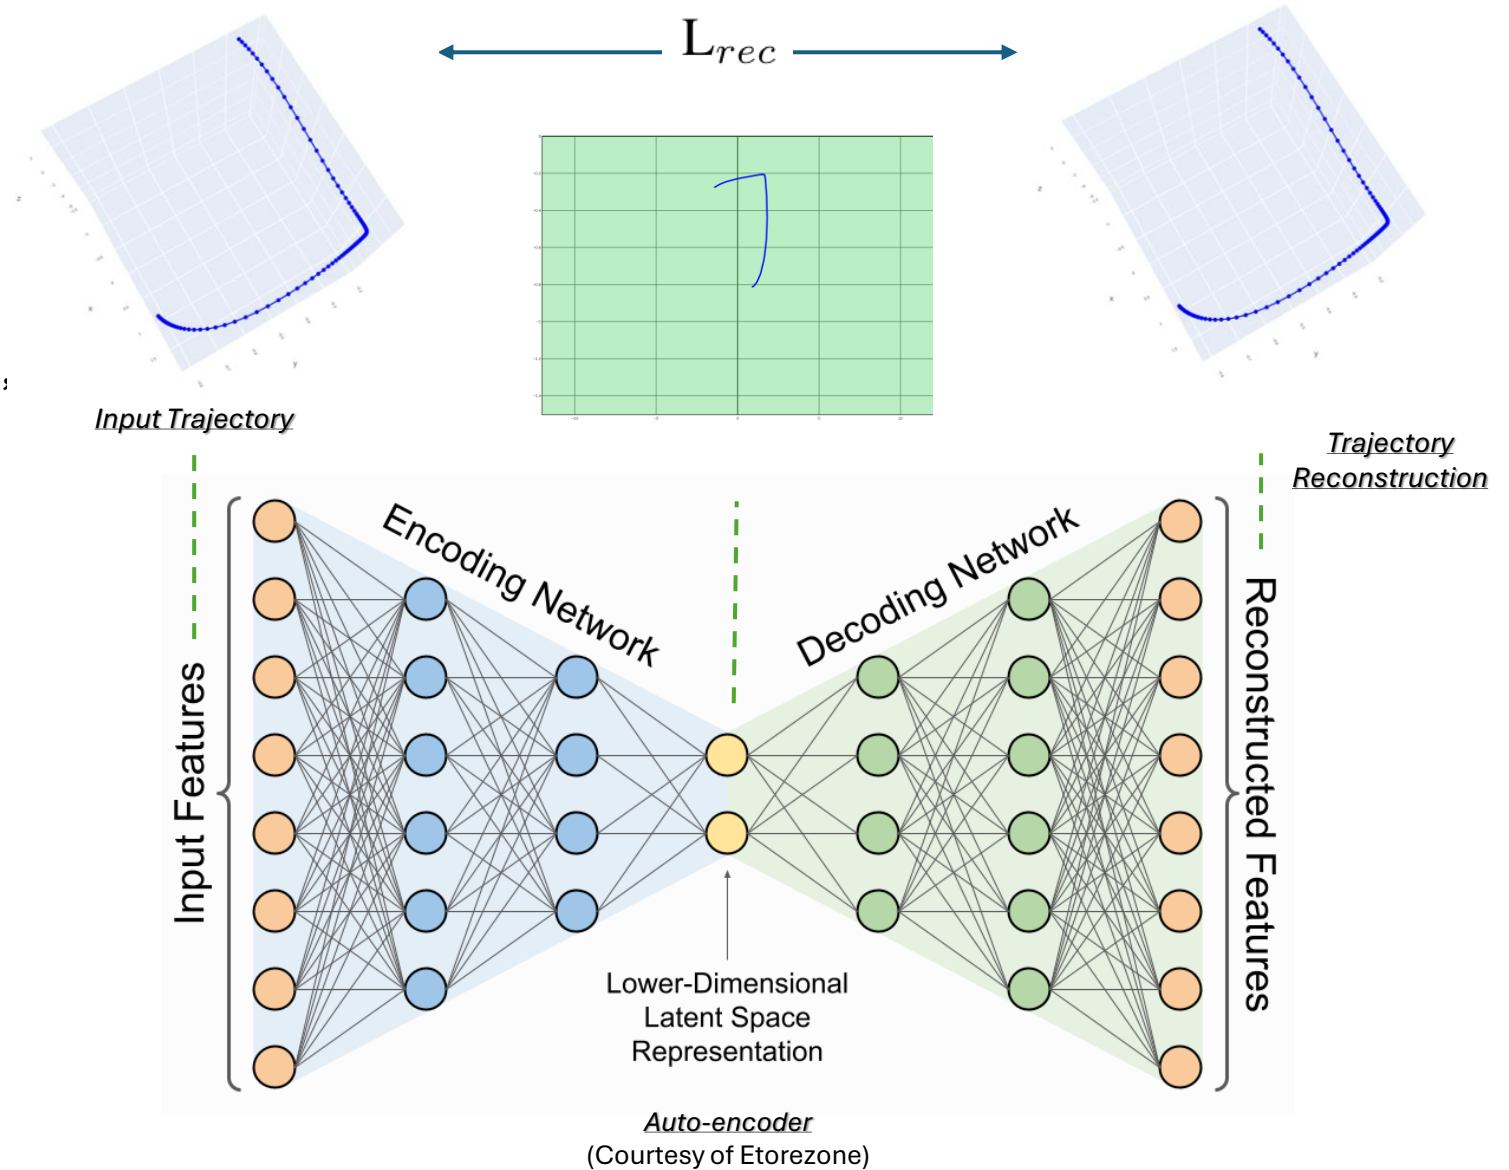 L_rec
,
Input Trajectory
Trajectory
Reconstruction
Encoding Network
Decoding Network
Input Features
Reconstructed Features
Lower-Dimensional
Latent Space
Representation
Auto-encoder
(Courtesy of Etorezone)